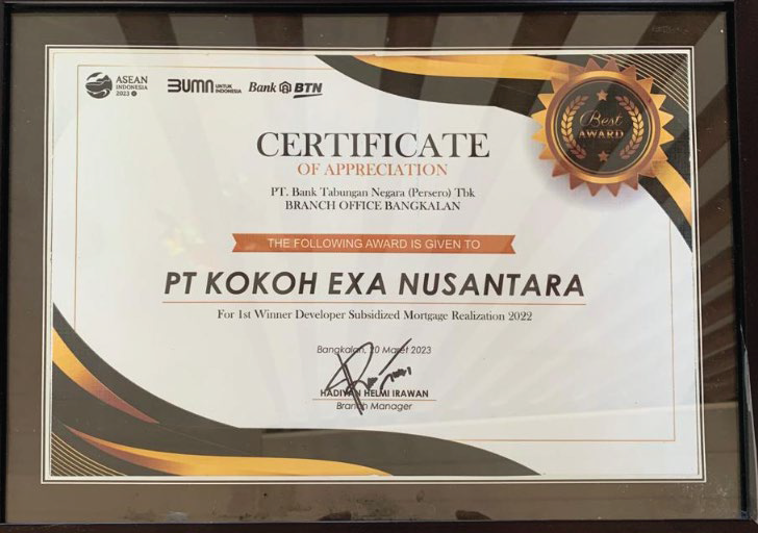 ASEAN
INDONESIA
2023
BUMN UNTUK
INDONESIA
Bank BTN
Best
AWARD
CERTIFICATE
OF APPRECIATION
PT. Bank Tabungan Negara (Persero) Tbk
BRANCH OFFICE BANGKALAN
THE FOLLOWING AWARD IS GIVEN TO
PT KOKOH EXA NUSANTARA
For 1st Winner Developer Subsidized Mortgage Realization 2022
Bangkalan, 20 Maret 2023
HADIYAN HELMI IRAWAN
Branch Manager